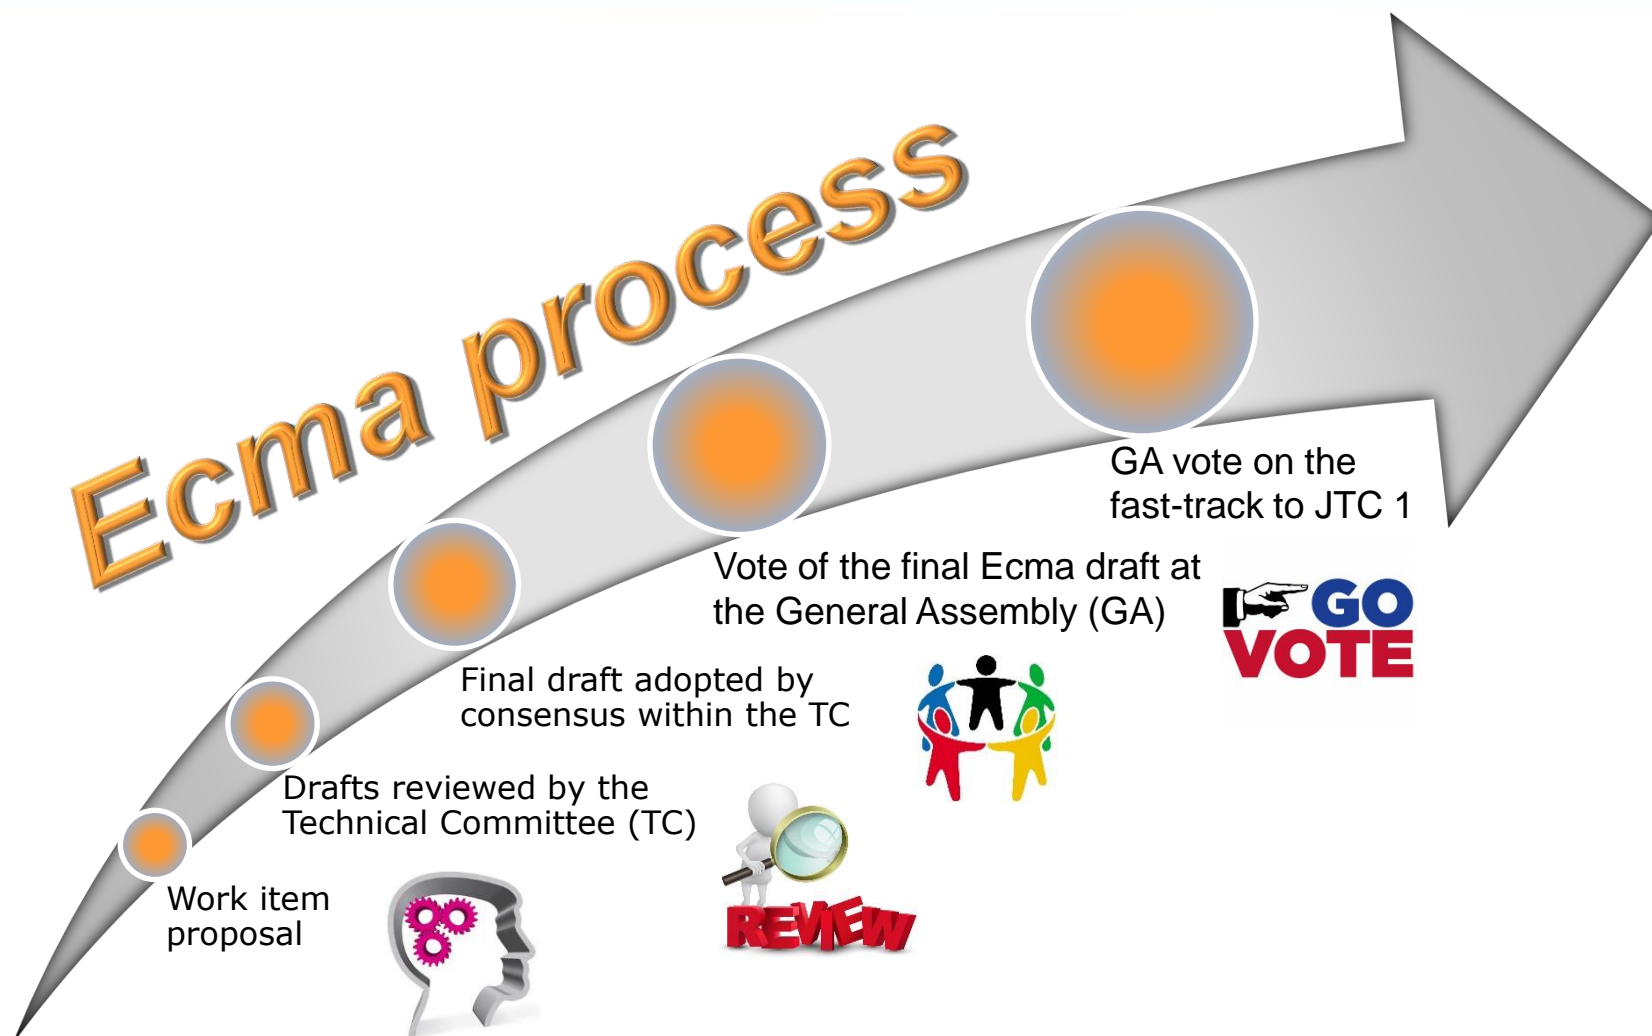 Ecma process
GA vote on the
fast-track to JTC 1
Vote of the final Ecma draft at
the General Assembly (GA)
GO
VOTE
Final draft adopted by
consensus within the TC
Drafts reviewed by the
Technical Committee (TC)
REVIEW
Work item
proposal